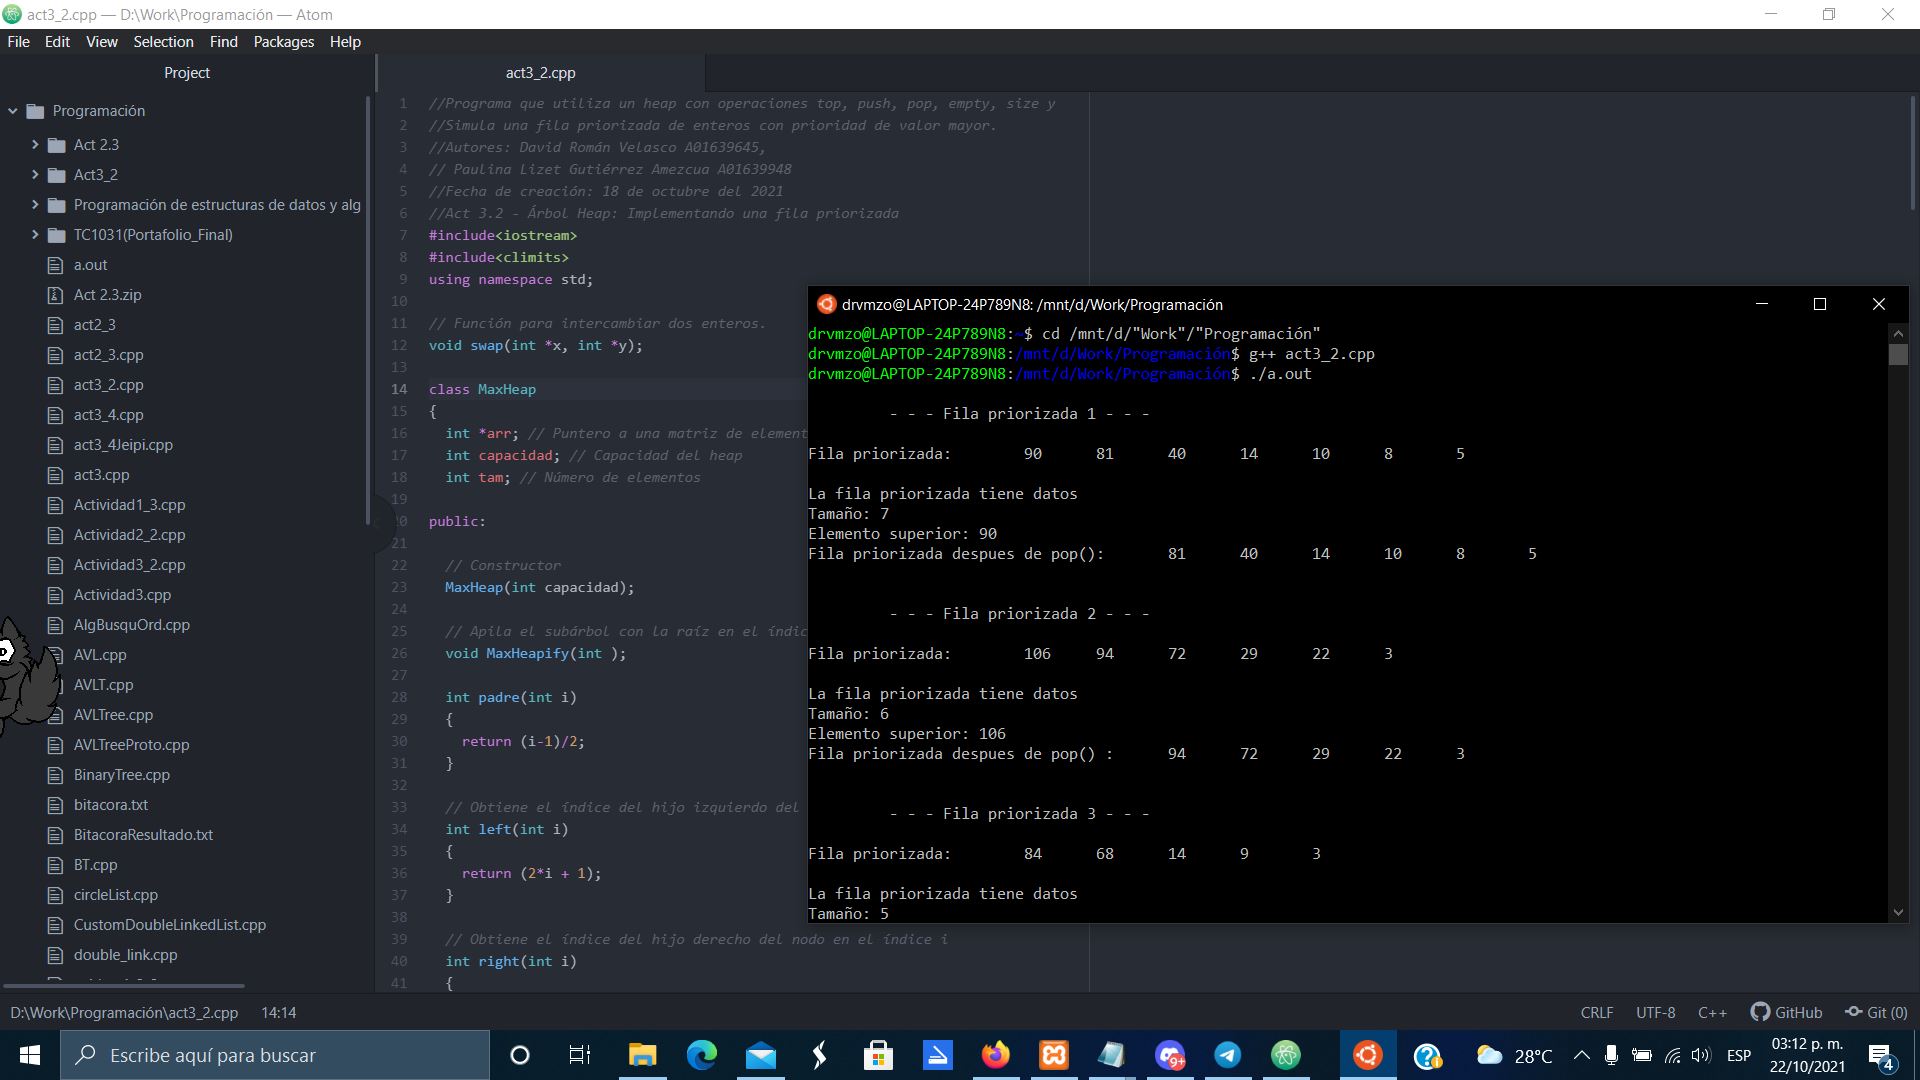 act3_2.cpp — D:\Work\Programación — Atom
File Edit View Selection Find Packages Help
Project
Programación
Act 2.3
Act3_2
Programación de estructuras de datos y alg
TC1031(Portafolio_Final)
a.out
Act 2.3.zip
act2_3
act2_3.cpp
act3_2.cpp
act3_4.cpp
act3_4Jeipi.cpp
act3.cpp
Actividad1_3.cpp
Actividad2_2.cpp
Actividad3_2.cpp
Actividad3.cpp
AlgBusquOrd.cpp
AVL.cpp
AVLT.cpp
AVLTree.cpp
AVLTreeProto.cpp
BinaryTree.cpp
bitacora.txt
BitacoraResultado.txt
BT.cpp
circleList.cpp
CustomDoubleLinkedList.cpp
double_link.cpp
act3_2.cpp
1 //Programa que utiliza un heap con operaciones top, push, pop, empty, size y
2 //Simula una fila priorizada de enteros con prioridad de valor mayor.
3 //Autores: David Román Velasco A01639645,
4 // Paulina Lizet Gutiérrez Amezcua A01639948
5 //Fecha de creación: 18 de octubre del 2021
6 //Act 3.2 - Árbol Heap: Implementando una fila priorizada
7 #include<iostream>
8 #include<climits>
9 using namespace std;
10
11 // Función para intercambiar dos enteros.
12 void swap(int *x, int *y);
13
14 class MaxHeap
15 {
16 int *arr; // Puntero a una matriz de element
17 int capacidad; // Capacidad del heap
18 int tam; // Número de elementos
19
20 public:
21
22 // Constructor
23 MaxHeap(int capacidad);
24
25 // Apila el subárbol con la raíz en el índic
26 void MaxHeapify(int );
27
28 int padre(int i)
29 {
30 return (i-1)/2;
31 }
32
33 // Obtiene el índice del hijo izquierdo del
34 int left(int i)
35 {
36 return (2*i + 1);
37 }
38
39 // Obtiene el índice del hijo derecho del nodo en el índice i
40 int right(int i)
41 {
drvmzo@LAPTOP-24P789N8: /mnt/d/Work/Programación
drvmzo@LAPTOP-24P789N8:~$ cd /mnt/d/"Work"/"Programación"
drvmzo@LAPTOP-24P789N8:/mnt/d/Work/Programación$ g++ act3_2.cpp
drvmzo@LAPTOP-24P789N8:/mnt/d/Work/Programación$ ./a.out
- - - Fila priorizada 1 - - -
Fila priorizada: 90 81 40 14 10 8 5
La fila priorizada tiene datos
Tamaño: 7
Elemento superior: 90
Fila priorizada despues de pop(): 81 40 14 10 8 5
- - - Fila priorizada 2 - - -
Fila priorizada: 106 94 72 29 22 3
La fila priorizada tiene datos
Tamaño: 6
Elemento superior: 106
Fila priorizada despues de pop() : 94 72 29 22 3
- - - Fila priorizada 3 - - -
Fila priorizada: 84 68 14 9 3
La fila priorizada tiene datos
Tamaño: 5
D:\Work\Programación\act3_2.cpp 14:14
CRLF UTF-8 C++ GitHub Git (0)
Escribe aquí para buscar
9+
28°C
ESP
03:12 p. m.
22/10/2021
4